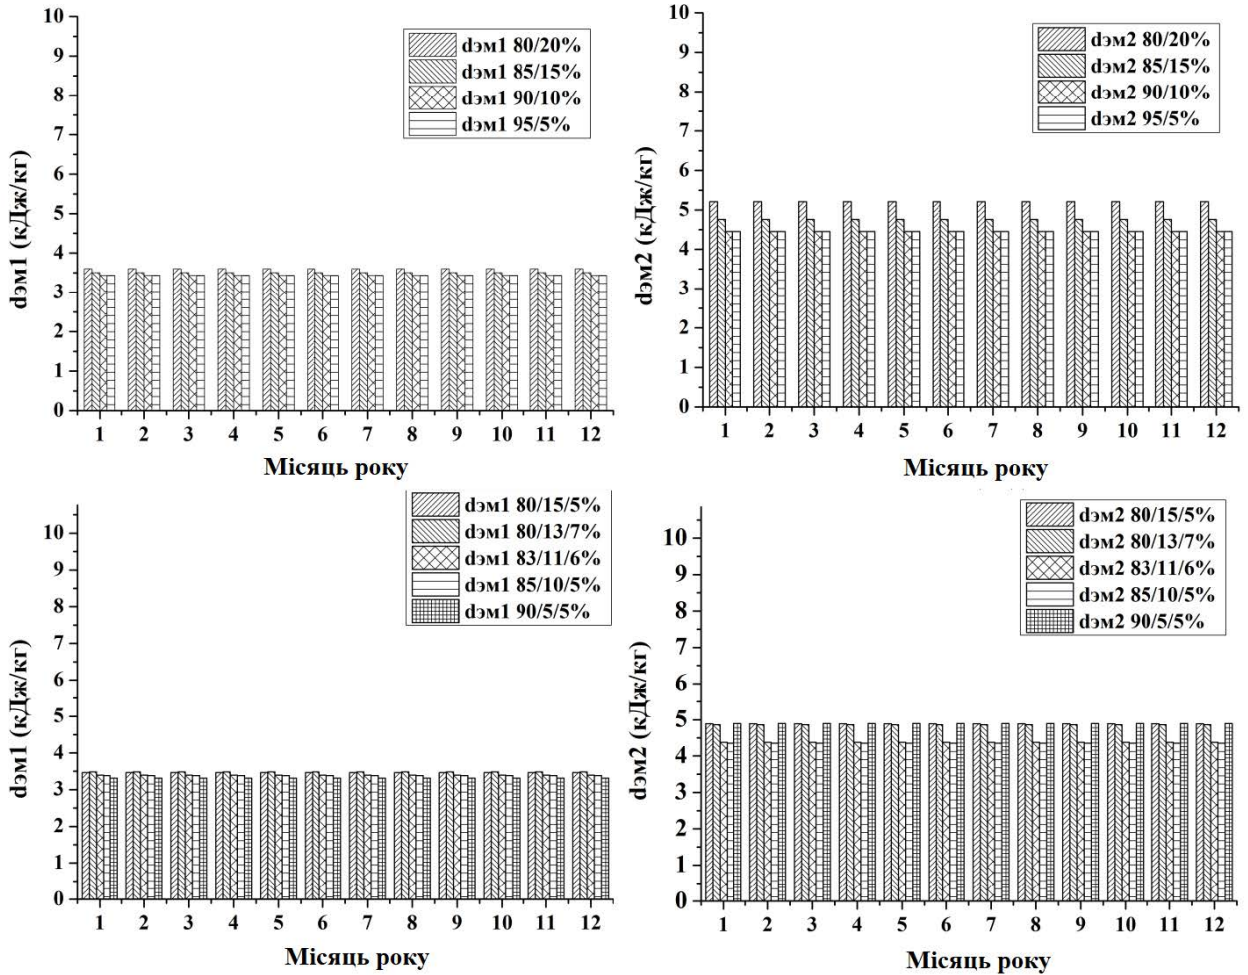 10
9
8
7
6
5
4
3
2
1
0
dэм1 (кДж/кг)
dэм1 80/20%
dэм1 85/15%
dэм1 90/10%
dэм1 95/5%
1 2 3 4 5 6 7 8 9 10 11 12
Місяць року
10
9
8
7
6
5
4
3
2
1
0
dэм2 (кДж/кг)
dэм2 80/20%
dэм2 85/15%
dэм2 90/10%
dэм2 95/5%
1 2 3 4 5 6 7 8 9 10 11 12
Місяць року
10
9
8
7
6
5
4
3
2
1
0
dэм1 (кДж/кг)
dэм1 80/15/5%
dэм1 80/13/7%
dэм1 83/11/6%
dэм1 85/10/5%
dэм1 90/5/5%
1 2 3 4 5 6 7 8 9 10 11 12
Місяць року
10
9
8
7
6
5
4
3
2
1
0
dэм2 (кДж/кг)
dэм2 80/15/5%
dэм2 80/13/7%
dэм2 83/11/6%
dэм2 85/10/5%
dэм2 90/5/5%
1 2 3 4 5 6 7 8 9 10 11 12
Місяць року